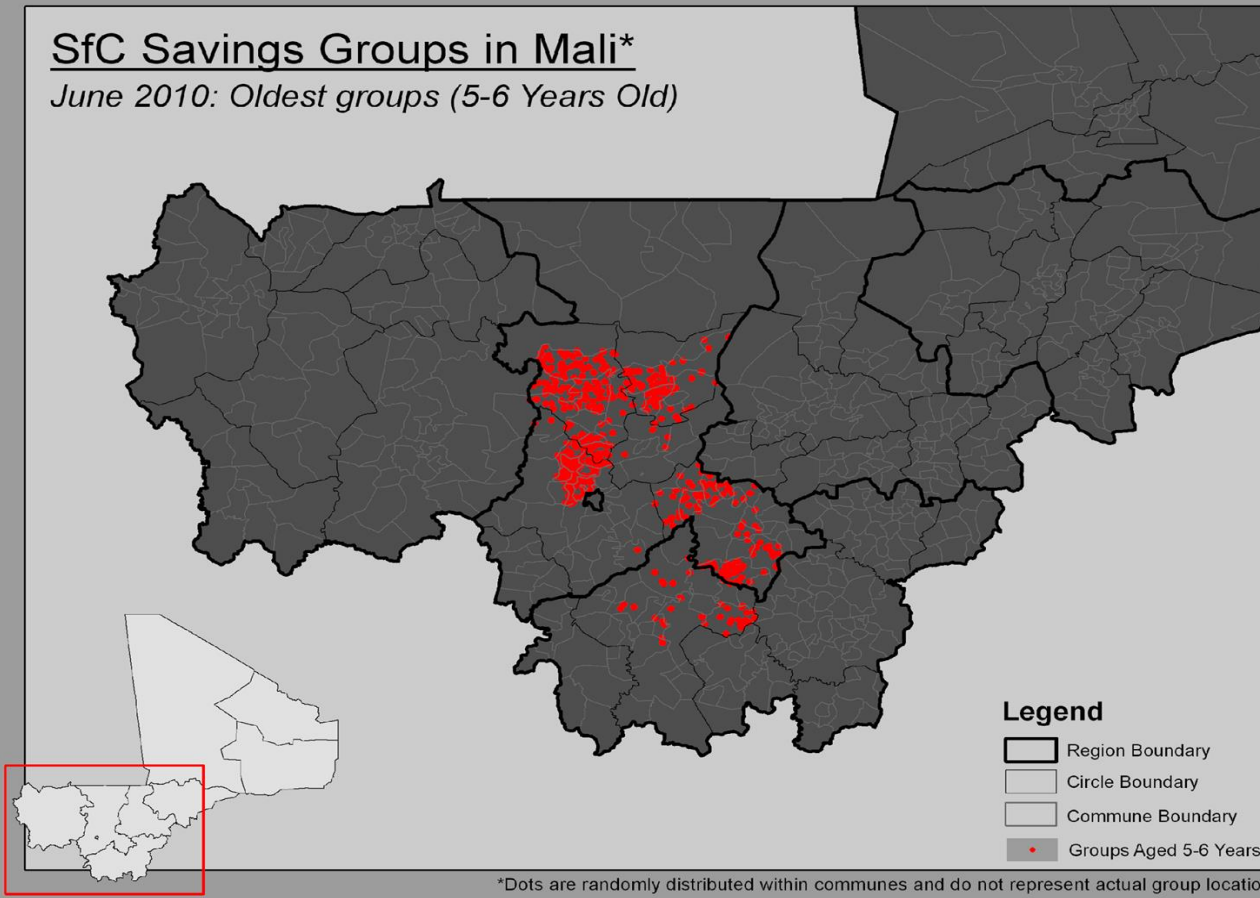 SfC Savings Groups in Mali*
June 2010: Oldest groups (5-6 Years Old)
Legend
Region Boundary
Circle Boundary
Commune Boundary
Groups Aged 5-6 Years
*Dots are randomly distributed within communes and do not represent actual group locatio